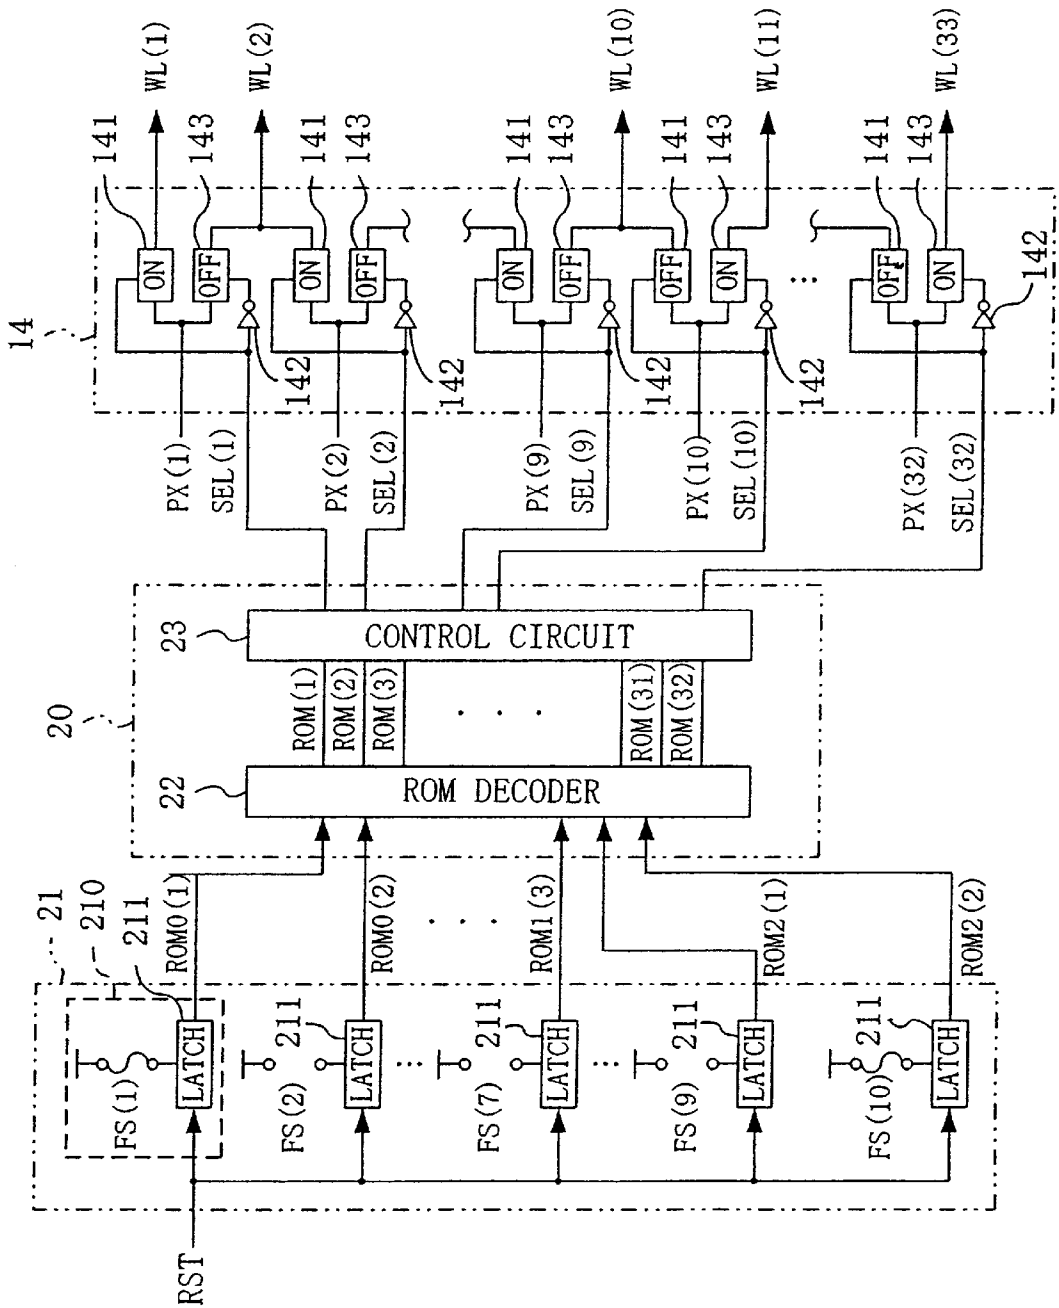 RST
21
210
211
FS(1)
LATCH
ROM0(1)
FS(2)
211
LATCH
ROM0(2)
...
...
FS(7)
211
LATCH
ROM1(3)
...
FS(9)
211
LATCH
ROM2(1)
FS(10)
211
LATCH
ROM2(2)
20
22
ROM DECODER
ROM(1)
ROM(2)
ROM(3)
...
ROM(31)
ROM(32)
23
CONTROL CIRCUIT
14
PX(1)
SEL(1)
ON
OFF
141
143
142
WL(1)
WL(2)
PX(2)
SEL(2)
ON
OFF
141
143
142
PX(9)
SEL(9)
ON
OFF
141
143
142
WL(10)
PX(10)
SEL(10)
OFF
ON
141
143
142
WL(11)
...
PX(32)
SEL(32)
OFF
ON
141
143
142
WL(33)